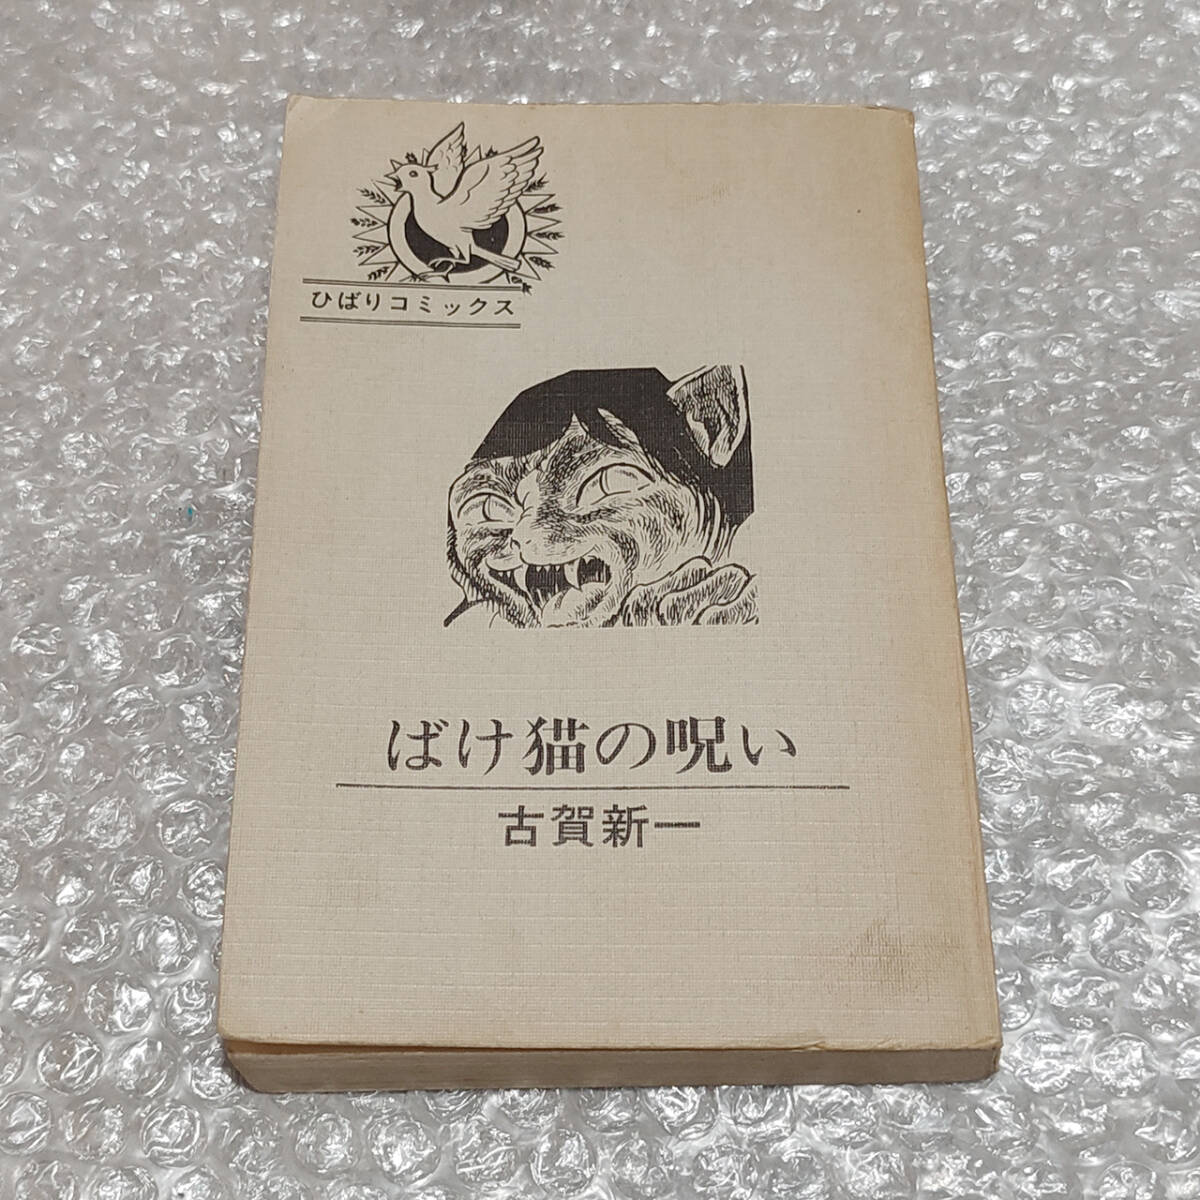 ひばりコミックス
ばけ猫の呪い
古賀新一